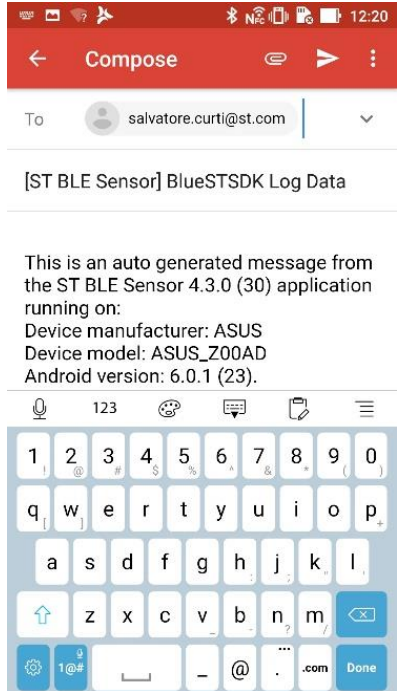 NFC 12:20
Compose
To salvatore.curti@st.com
[ST BLE Sensor] BlueSTSDK Log Data
This is an auto generated message from
the ST BLE Sensor 4.3.0 (30) application
running on:
Device manufacturer: ASUS
Device model: ASUS_Z00AD
Android version: 6.0.1 (23).
123
1 ! 2 @ 3 # 4 $ 5 % 6 ^ 7 & 8 * 9 ( 0 )
q [ w ] e r t y u i o p
a s d f g h j ; k " l
z x c v _ b - n ? m /
1@# _ @ . ... .com Done